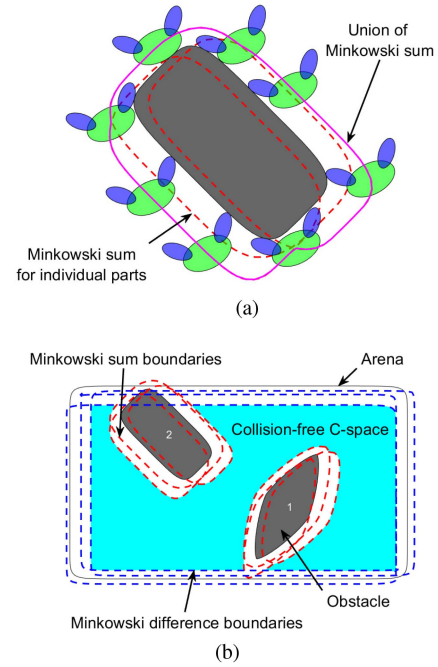 Union of
Minkowski sum
Minkowski sum
for individual parts
(a)
Minkowski sum boundaries
Arena
2
Collision-free C-space
1
Obstacle
Minkowski difference boundaries
(b)